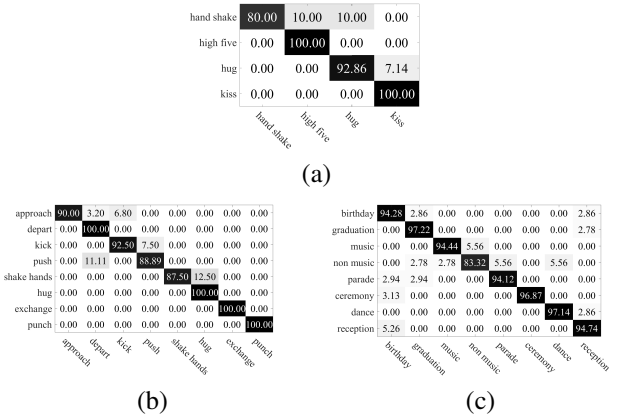 hand shake 80.00 10.00 10.00 0.00
high five 0.00 100.00 0.00 0.00
hug 0.00 0.00 92.86 7.14
kiss 0.00 0.00 0.00 100.00
hand shake high five hug kiss
(a)
approach 90.00 3.20 6.80 0.00 0.00 0.00 0.00 0.00
depart 0.00 100.00 0.00 0.00 0.00 0.00 0.00 0.00
kick 0.00 0.00 92.50 7.50 0.00 0.00 0.00 0.00
push 0.00 11.11 0.00 88.89 0.00 0.00 0.00 0.00
shake hands 0.00 0.00 0.00 0.00 87.50 12.50 0.00 0.00
hug 0.00 0.00 0.00 0.00 0.00 100.00 0.00 0.00
exchange 0.00 0.00 0.00 0.00 0.00 0.00 100.00 0.00
punch 0.00 0.00 0.00 0.00 0.00 0.00 0.00 100.00
approach depart kick push shake hands hug exchange punch
(b)
birthday 94.28 2.86 0.00 0.00 0.00 0.00 0.00 2.86
graduation 0.00 97.22 0.00 0.00 0.00 0.00 0.00 2.78
music 0.00 0.00 94.44 5.56 0.00 0.00 0.00 0.00
non music 0.00 2.78 2.78 83.32 5.56 0.00 5.56 0.00
parade 2.94 2.94 0.00 0.00 94.12 0.00 0.00 0.00
ceremony 3.13 0.00 0.00 0.00 0.00 96.87 0.00 0.00
dance 0.00 0.00 0.00 0.00 0.00 0.00 97.14 2.86
reception 5.26 0.00 0.00 0.00 0.00 0.00 0.00 94.74
birthday graduation music non music parade ceremony dance reception
(c)